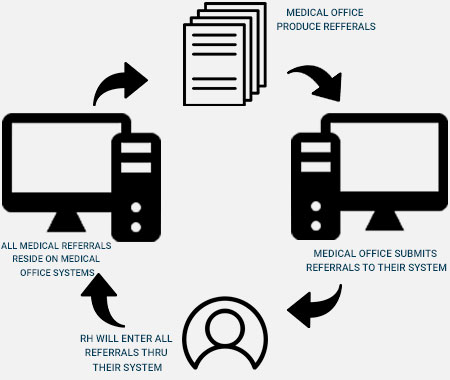 MEDICAL OFFICE
PRODUCE REFFERALS
MEDICAL OFFICE SUBMITS
REFERRALS TO THEIR SYSTEM
RH WILL ENTER ALL
REFERRALS THRU
THEIR SYSTEM
ALL MEDICAL REFERRALS
RESIDE ON MEDICAL
OFFICE SYSTEMS